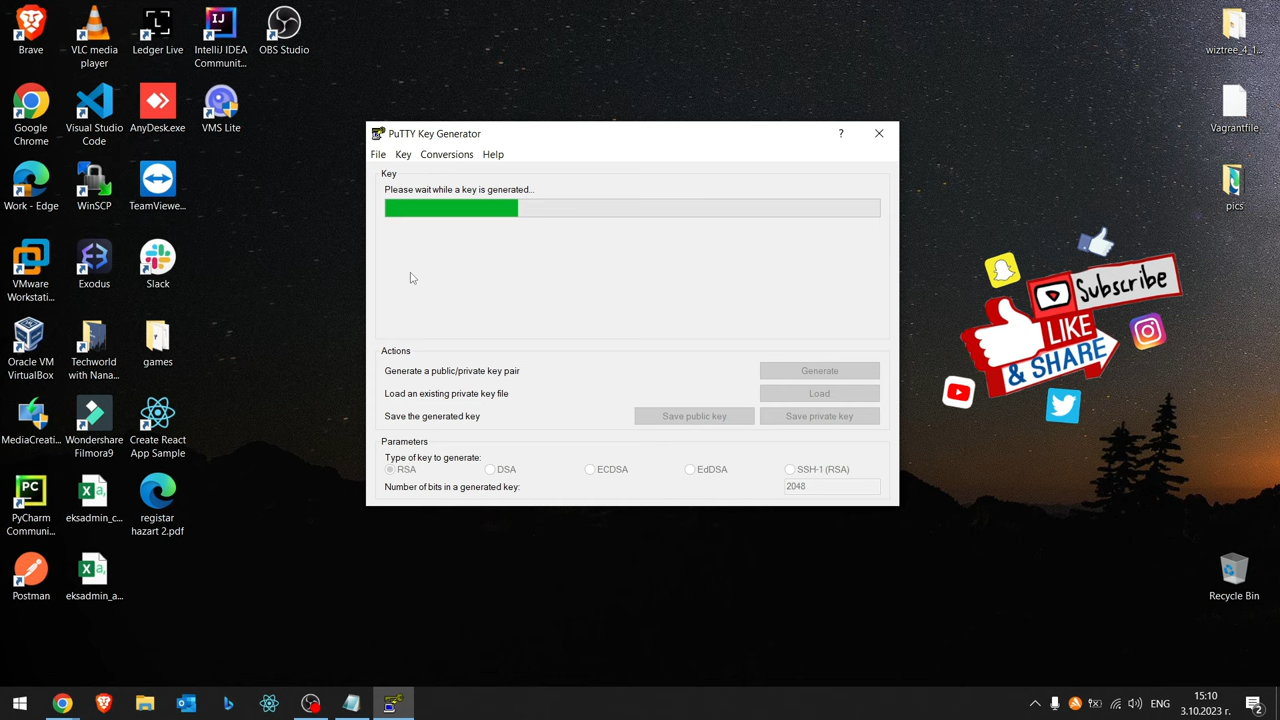 Brave
VLC media player
Ledger Live
IntelliJ IDEA Communit...
OBS Studio
Google Chrome
Visual Studio Code
AnyDesk.exe
VMS Lite
Work - Edge
WinSCP
TeamViewe...
VMware Workstati...
Exodus
Slack
Oracle VM VirtualBox
Techworld with Nana...
games
MediaCreati...
Wondershare Filmora9
Create React App Sample
PyCharm Communi...
eksadmin_c...
registar hazart 2.pdf
Postman
eksadmin_a...
PuTTY Key Generator
File Key Conversions Help
Key
Please wait while a key is generated...
Actions
Generate a public/private key pair
Generate
Load an existing private key file
Load
Save the generated key
Save public key
Save private key
Parameters
Type of key to generate:
RSA
DSA
ECDSA
EdDSA
SSH-1 (RSA)
Number of bits in a generated key:
2048
wiztree_4_1...
Vagrantfile
pics
Subscribe
LIKE
& SHARE
Recycle Bin
ЕНГ
15:10
3.10.2023 г.
2